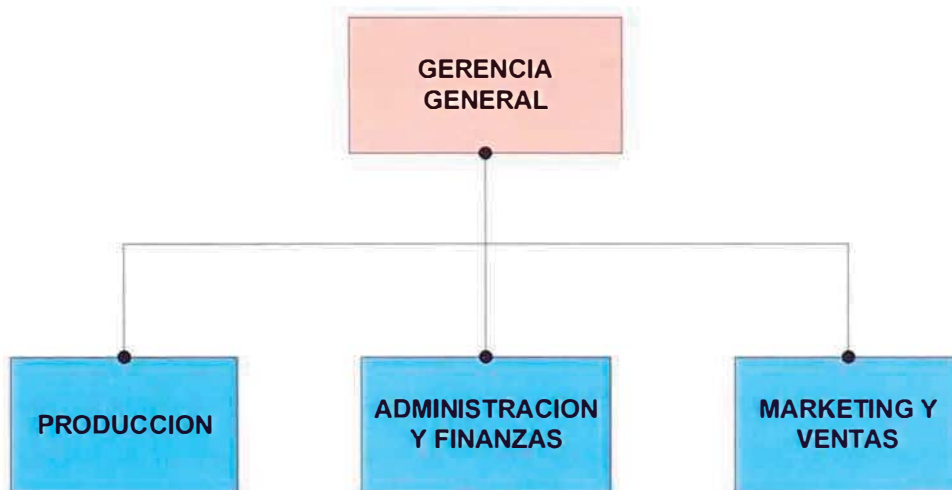 GERENCIA
GENERAL
PRODUCCION
ADMINISTRACION
Y FINANZAS
MARKETING Y
VENTAS